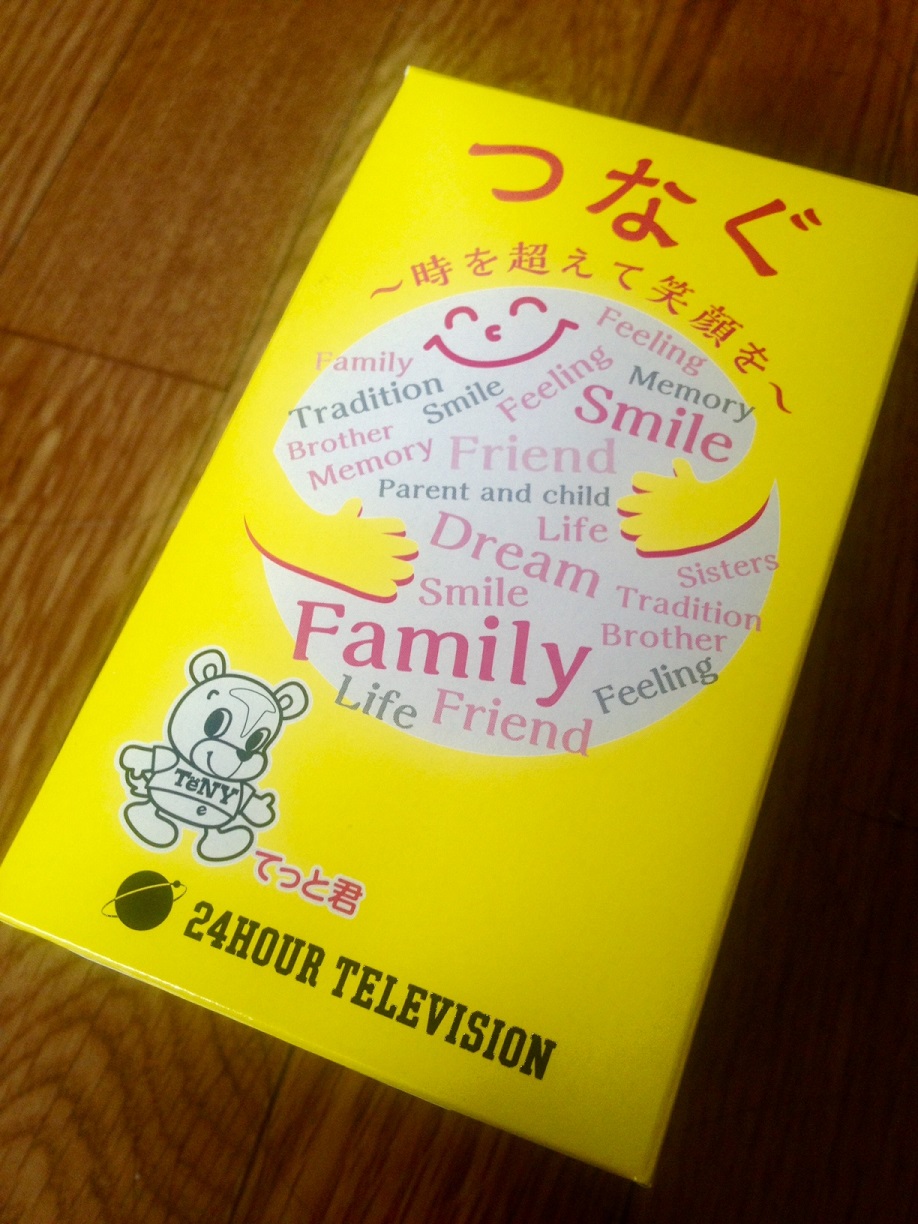 つなぐ
～時を超えて笑顔を～
Feeling
Family
Feeling
Memory
Tradition
Smile
Smile
Brother
Memory
Friend
Parent and child
Life
Dream
Sisters
Smile
Tradition
Family
Brother
Feeling
Life
Friend
TeNY
e
てっと君
24HOUR TELEVISION